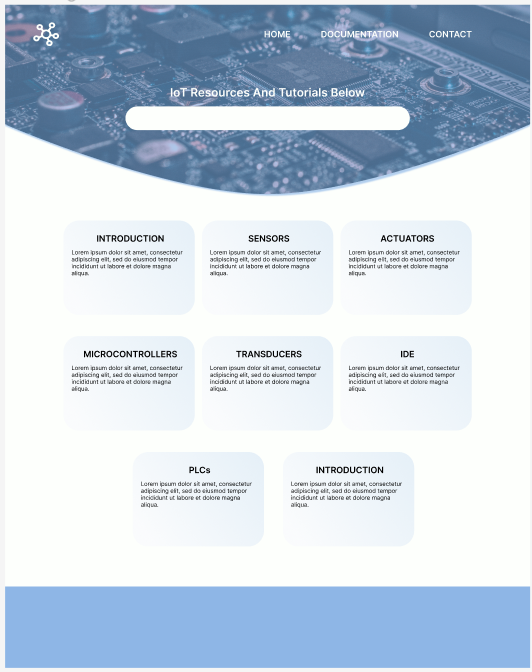 HOME DOCUMENTATION CONTACT
IoT Resources And Tutorials Below
INTRODUCTION
Lorem ipsum dolor sit amet, consectetur
adipiscing elit, sed do eiusmod tempor
incididunt ut labore et dolore magna
aliqua.
SENSORS
Lorem ipsum dolor sit amet, consectetur
adipiscing elit, sed do eiusmod tempor
incididunt ut labore et dolore magna
aliqua.
ACTUATORS
Lorem ipsum dolor sit amet, consectetur
adipiscing elit, sed do eiusmod tempor
incididunt ut labore et dolore magna
aliqua.
MICROCONTROLLERS
Lorem ipsum dolor sit amet, consectetur
adipiscing elit, sed do eiusmod tempor
incididunt ut labore et dolore magna
aliqua.
TRANSDUCERS
Lorem ipsum dolor sit amet, consectetur
adipiscing elit, sed do eiusmod tempor
incididunt ut labore et dolore magna
aliqua.
IDE
Lorem ipsum dolor sit amet, consectetur
adipiscing elit, sed do eiusmod tempor
incididunt ut labore et dolore magna
aliqua.
PLCs
Lorem ipsum dolor sit amet, consectetur
adipiscing elit, sed do eiusmod tempor
incididunt ut labore et dolore magna
aliqua.
INTRODUCTION
Lorem ipsum dolor sit amet, consectetur
adipiscing elit, sed do eiusmod tempor
incididunt ut labore et dolore magna
aliqua.